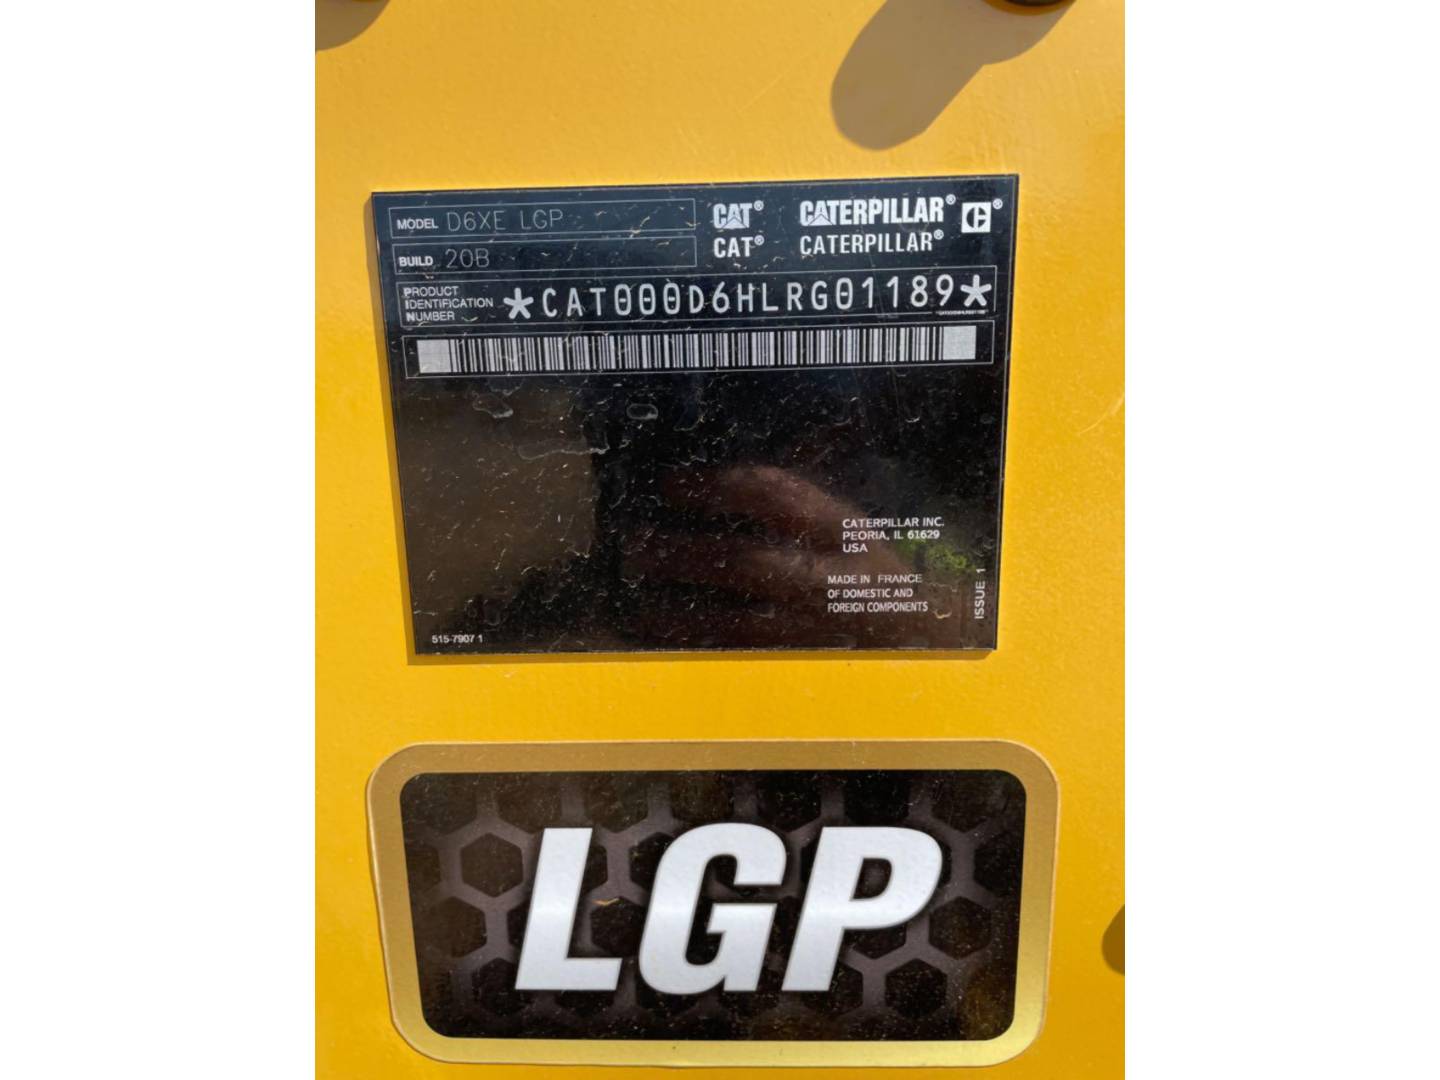 MODEL D6XE LGP
BUILD 20B
CAT® CATERPILLAR® C®
CAT® CATERPILLAR®
PRODUCT
IDENTIFICATION
NUMBER
*CAT000D6HLRG01189*
CATERPILLAR INC.
PEORIA, IL 61629
USA
MADE IN FRANCE
OF DOMESTIC AND
FOREIGN COMPONENTS
ISSUE 1
515-7907 1
LGP